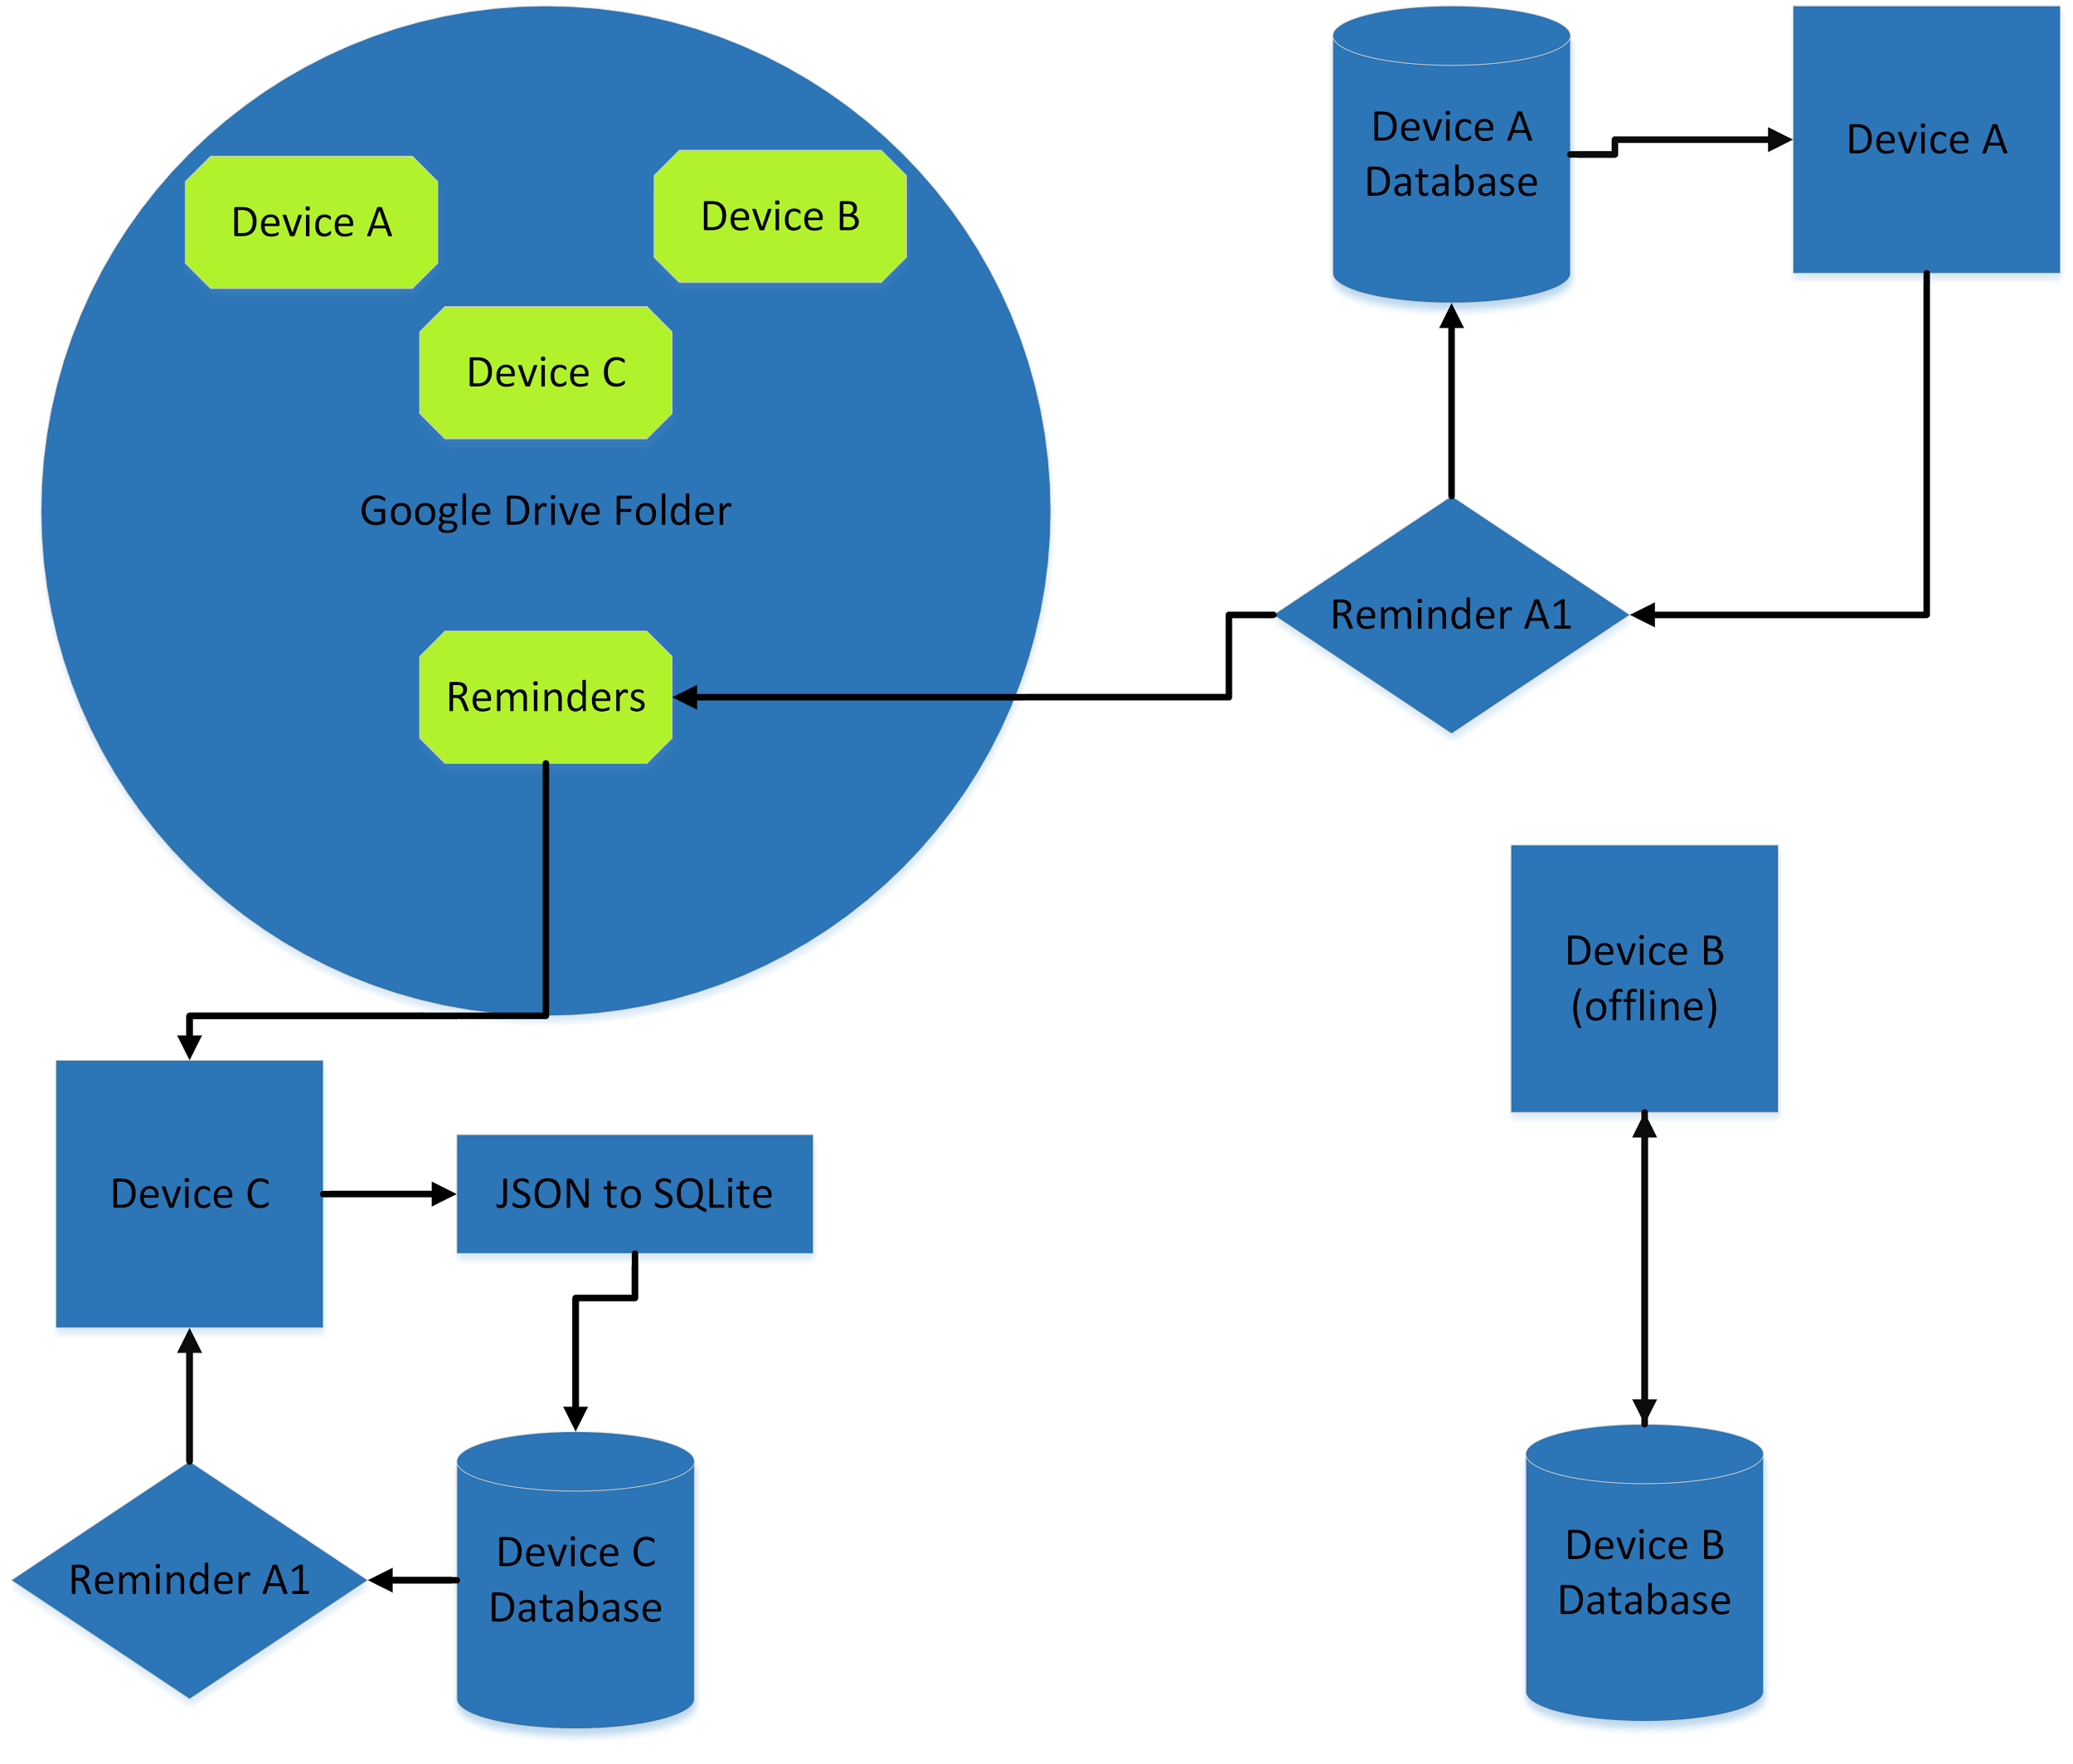 Device A
Device B
Device C
Google Drive Folder
Reminders
Device A
Database
Device A
Reminder A1
Device B
(offline)
Device B
Database
Device C
JSON to SQLite
Reminder A1
Device C
Database